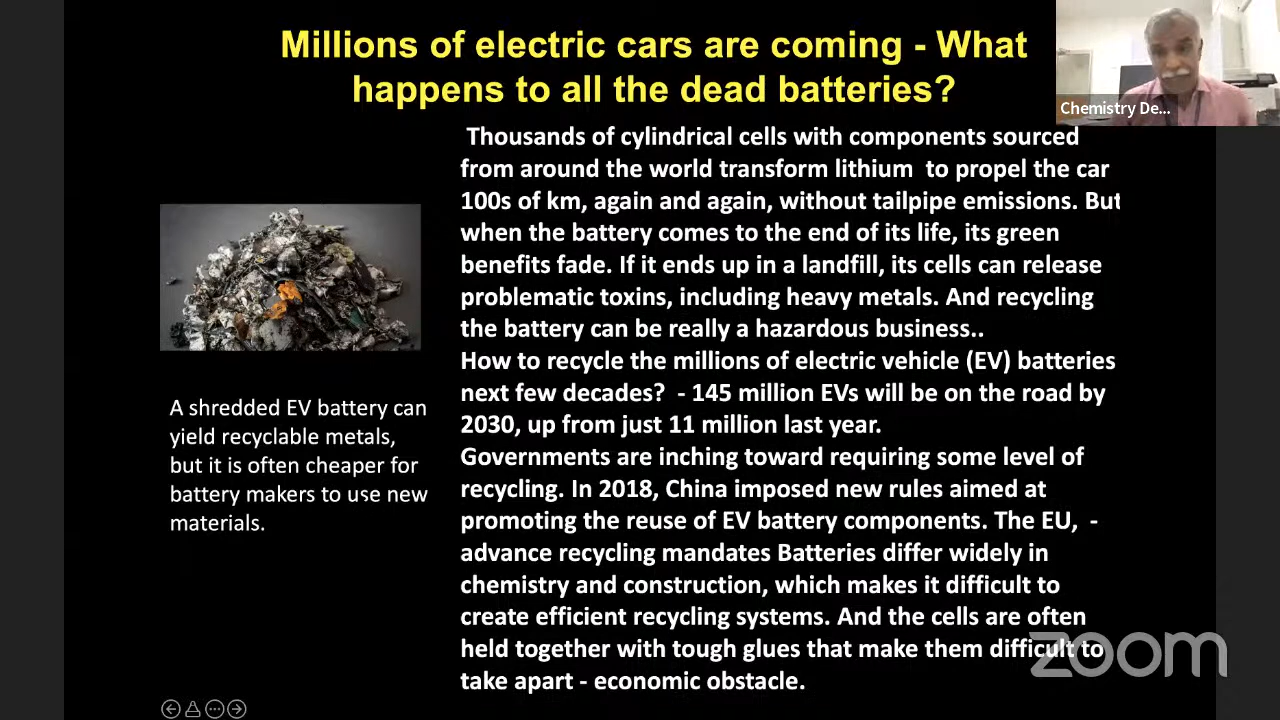 Millions of electric cars are coming - What
happens to all the dead batteries?
Chemistry De...
Thousands of cylindrical cells with components sourced
from around the world transform lithium to propel the car
100s of km, again and again, without tailpipe emissions. But
when the battery comes to the end of its life, its green
benefits fade. If it ends up in a landfill, its cells can release
problematic toxins, including heavy metals. And recycling
the battery can be really a hazardous business..
How to recycle the millions of electric vehicle (EV) batteries
next few decades? - 145 million EVs will be on the road by
2030, up from just 11 million last year.
Governments are inching toward requiring some level of
recycling. In 2018, China imposed new rules aimed at
promoting the reuse of EV battery components. The EU, -
advance recycling mandates Batteries differ widely in
chemistry and construction, which makes it difficult to
create efficient recycling systems. And the cells are often
held together with tough glues that make them difficult to
take apart - economic obstacle.
A shredded EV battery can
yield recyclable metals,
but it is often cheaper for
battery makers to use new
materials.
zoom